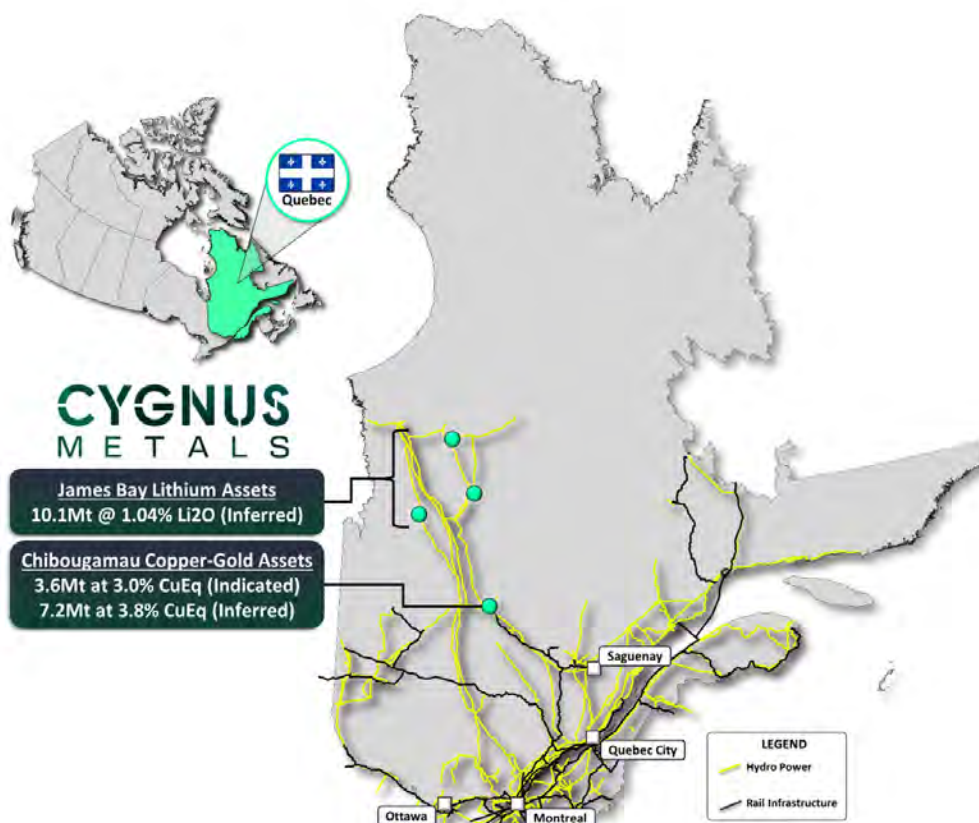 Quebec
CYGNUS
METALS
James Bay Lithium Assets
10.1Mt @ 1.04% Li2O (Inferred)
Chibougamau Copper-Gold Assets
3.6Mt at 3.0% CuEq (Indicated)
7.2Mt at 3.8% CuEq (Inferred)
Saguenay
Quebec City
Ottawa
Montreal
LEGEND
Hydro Power
Rail Infrastructure